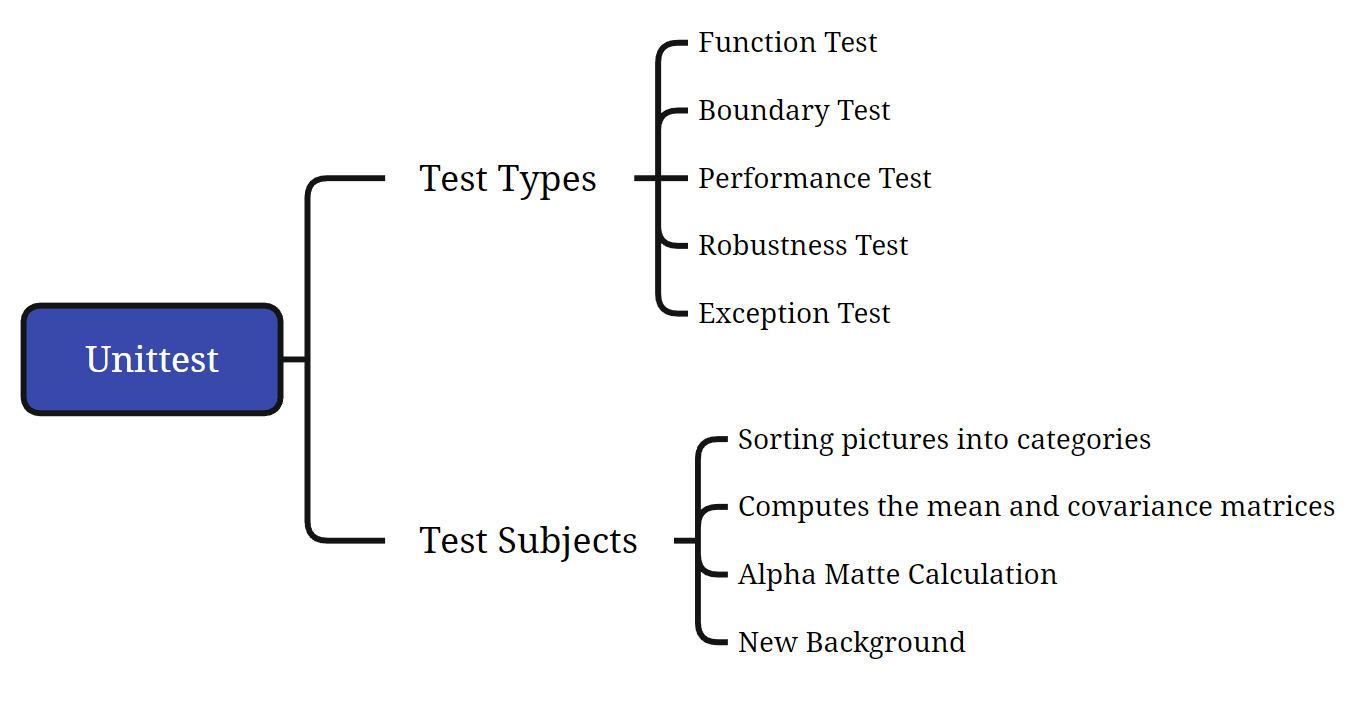 Unittest
Test Types
Function Test
Boundary Test
Performance Test
Robustness Test
Exception Test
Test Subjects
Sorting pictures into categories
Computes the mean and covariance matrices
Alpha Matte Calculation
New Background